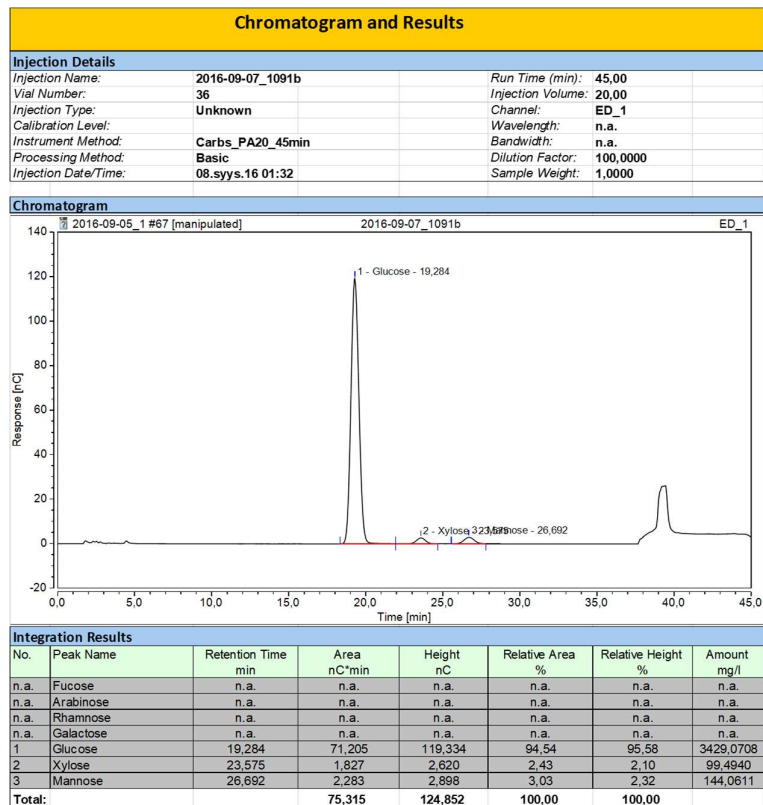 Chromatogram and Results
Injection Details
Injection Name: 2016-09-07_1091b Run Time (min): 45,00
Vial Number: 36 Injection Volume: 20,00
Injection Type: Unknown Channel: ED_1
Calibration Level: Wavelength: n.a.
Instrument Method: Carbs_PA20_45min Bandwidth: n.a.
Processing Method: Basic Dilution Factor: 100,0000
Injection Date/Time: 08.syys.16 01:32 Sample Weight: 1,0000
Chromatogram
2016-09-05_1 #67 [manipulated] 2016-09-07_1091b ED_1
140
120
100
80
60
40
20
0
-20
Response [nC]
1 - Glucose - 19,284
2 - Xylose - 23,575
3 - Mannose - 26,692
0,0 5,0 10,0 15,0 20,0 25,0 30,0 35,0 40,0 45,0
Time [min]
Integration Results
No. Peak Name Retention Time Area Height Relative Area Relative Height Amount
min nC*min nC % % mg/l
n.a. Fucose n.a. n.a. n.a. n.a. n.a. n.a.
n.a. Arabinose n.a. n.a. n.a. n.a. n.a. n.a.
n.a. Rhamnose n.a. n.a. n.a. n.a. n.a. n.a.
n.a. Galactose n.a. n.a. n.a. n.a. n.a. n.a.
1 Glucose 19,284 71,205 119,334 94,54 95,58 3429,0708
2 Xylose 23,575 1,827 2,620 2,43 2,10 99,4940
3 Mannose 26,692 2,283 2,898 3,03 2,32 144,0611
Total: 75,315 124,852 100,00 100,00